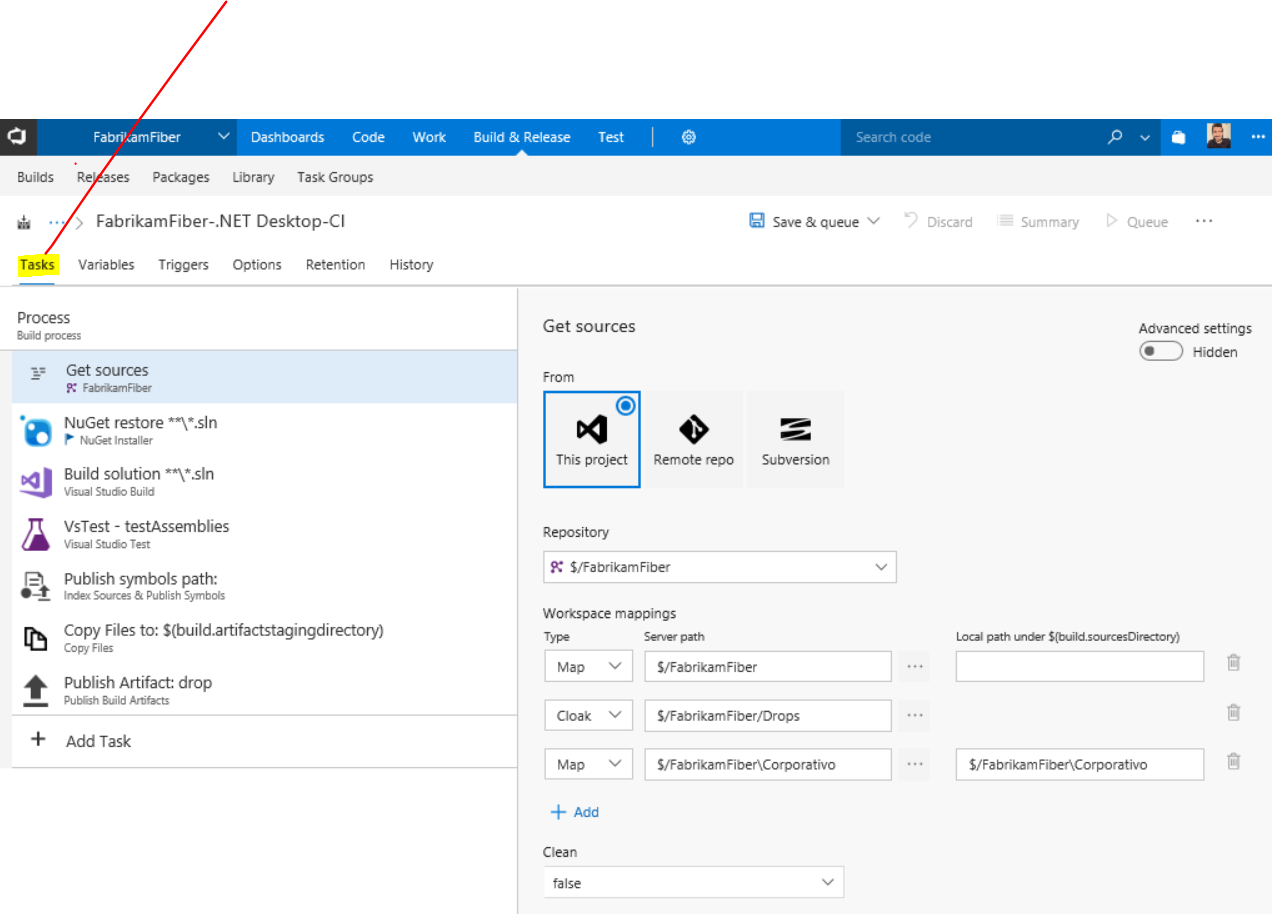 FabrikamFiber Dashboards Code Work Build & Release Test Search code
Builds Releases Packages Library Task Groups
FabrikamFiber-.NET Desktop-CI Save & queue Discard Summary Queue
Tasks Variables Triggers Options Retention History
Process
Build process
Get sources
FabrikamFiber
NuGet restore **\*.sln
NuGet Installer
Build solution **\*.sln
Visual Studio Build
VsTest - testAssemblies
Visual Studio Test
Publish symbols path:
Index Sources & Publish Symbols
Copy Files to: $(build.artifactstagingdirectory)
Copy Files
Publish Artifact: drop
Publish Build Artifacts
Add Task
Get sources
Advanced settings
Hidden
From
This project Remote repo Subversion
Repository
$/FabrikamFiber
Workspace mappings
Type Server path Local path under $(build.sourcesDirectory)
Map $/FabrikamFiber
Cloak $/FabrikamFiber/Drops
Map $/FabrikamFiber\Corporativo $/FabrikamFiber\Corporativo
Add
Clean
false